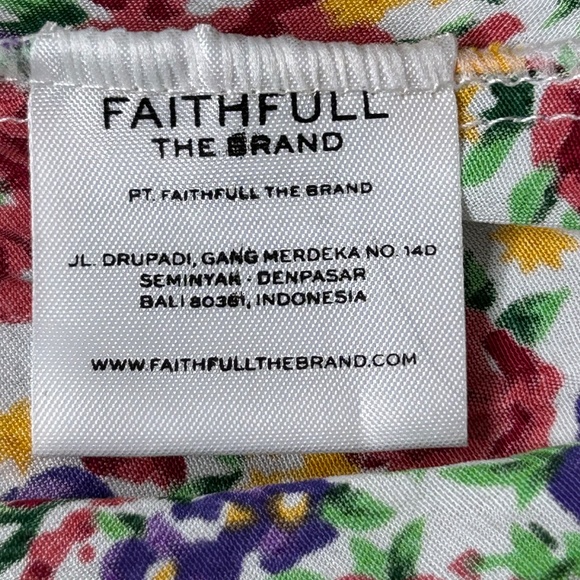 FAITHFULL
THE BRAND
PT. FAITHFULL THE BRAND
JL. DRUPADI, GANG MERDEKA NO. 14D
SEMINYAK - DENPASAR
BALI 80361, INDONESIA
WWW.FAITHFULLTHEBRAND.COM